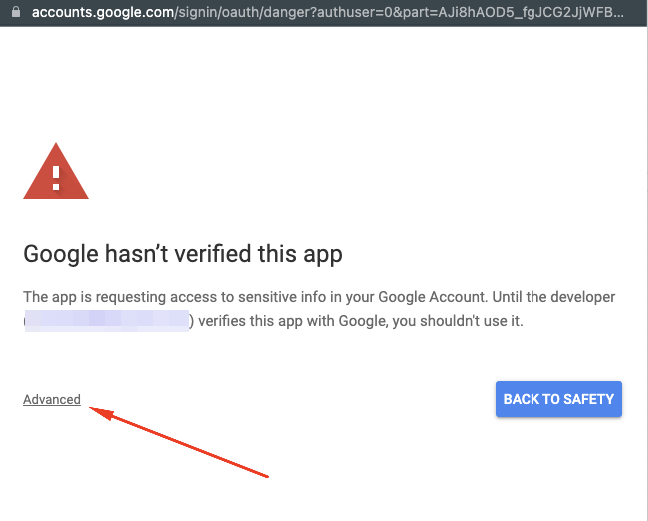 accounts.google.com/signin/oauth/danger?authuser=0&part=AJi8hAOD5_fgJCG2JjWFB...
Google hasn't verified this app
The app is requesting access to sensitive info in your Google Account. Until the developer
() verifies this app with Google, you shouldn't use it.
Advanced
BACK TO SAFETY